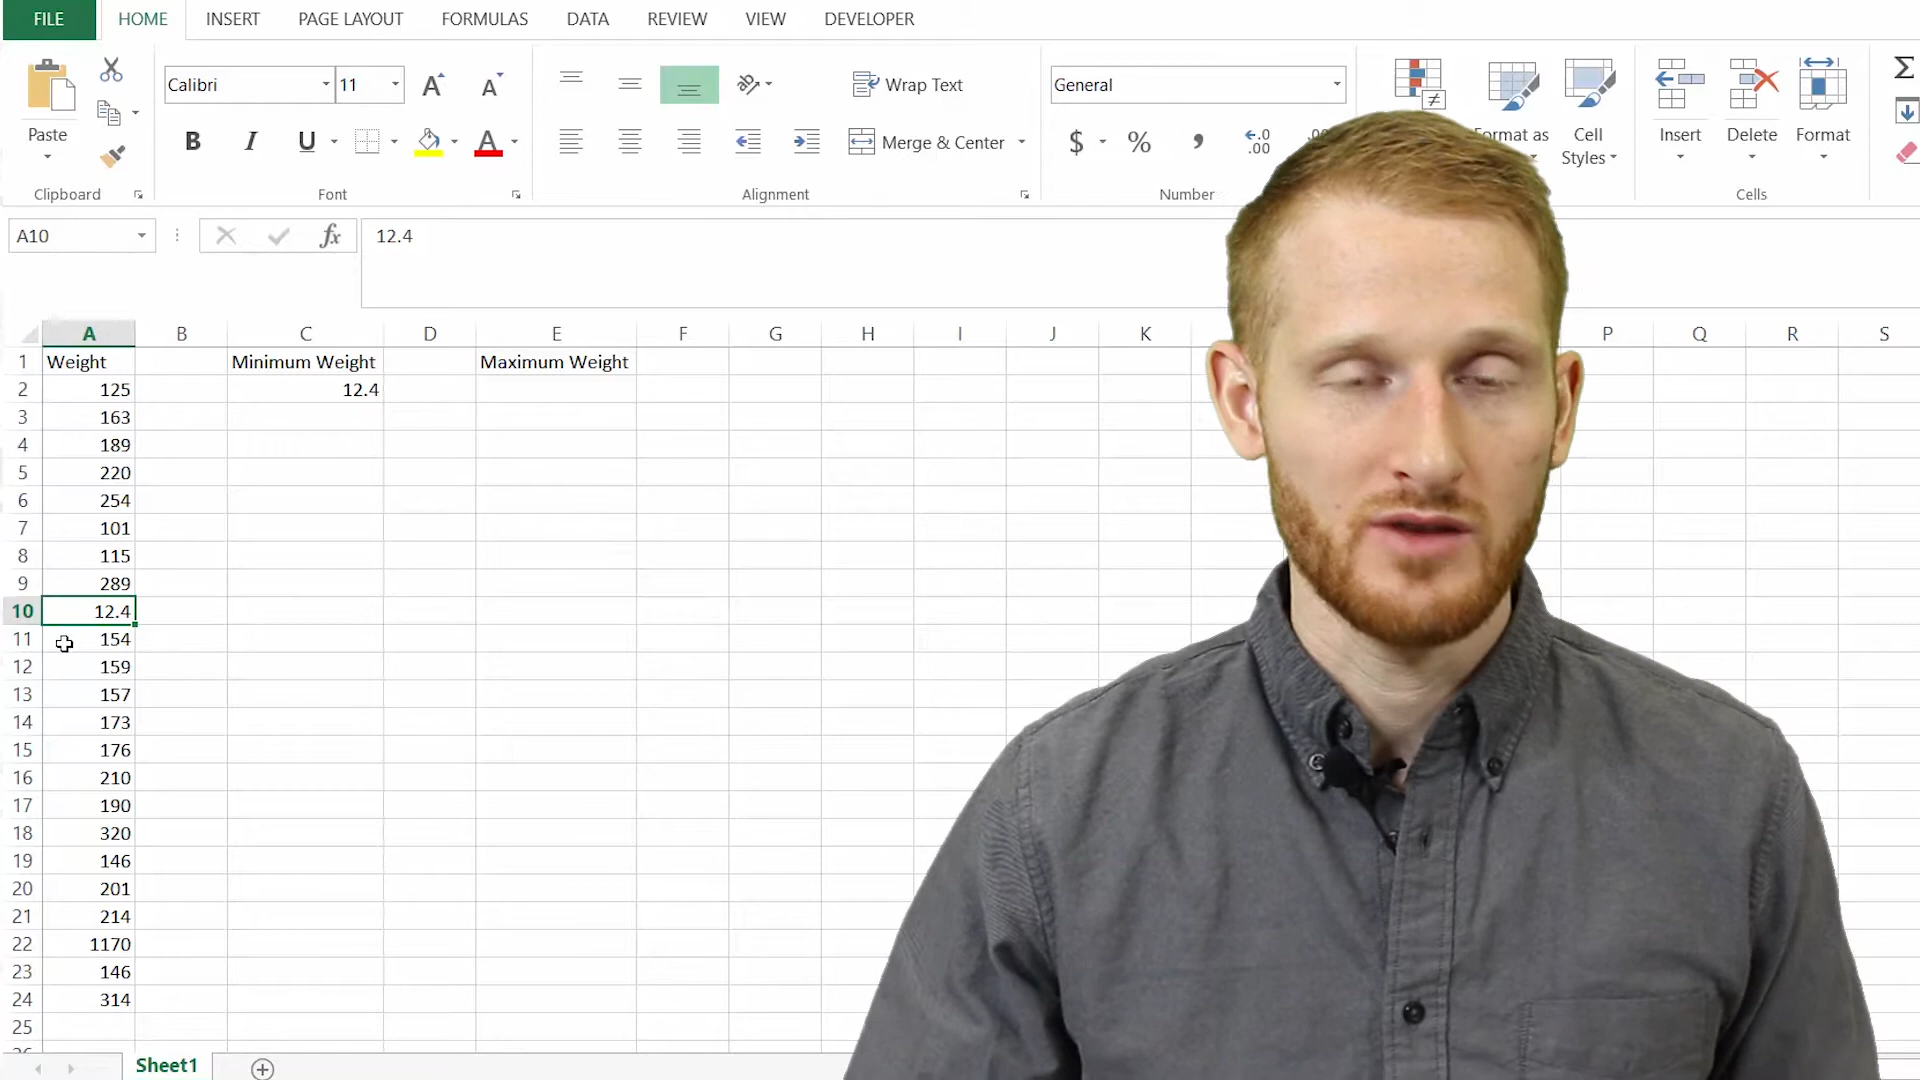 FILE HOME INSERT PAGE LAYOUT FORMULAS DATA REVIEW VIEW DEVELOPER
Calibri 11 Wrap Text General
Paste Merge & Center $ % Format as Cell Styles Insert Delete Format
B I U A
Clipboard Font Alignment Number Cells
A10 fx 12.4
A B C D E F G H I J K P Q R S
1 Weight Minimum Weight Maximum Weight
2 125 12.4
3 163
4 189
5 220
6 254
7 101
8 115
9 289
10 12.4
11 154
12 159
13 157
14 173
15 176
16 210
17 190
18 320
19 146
20 201
21 214
22 1170
23 146
24 314
25
Sheet1